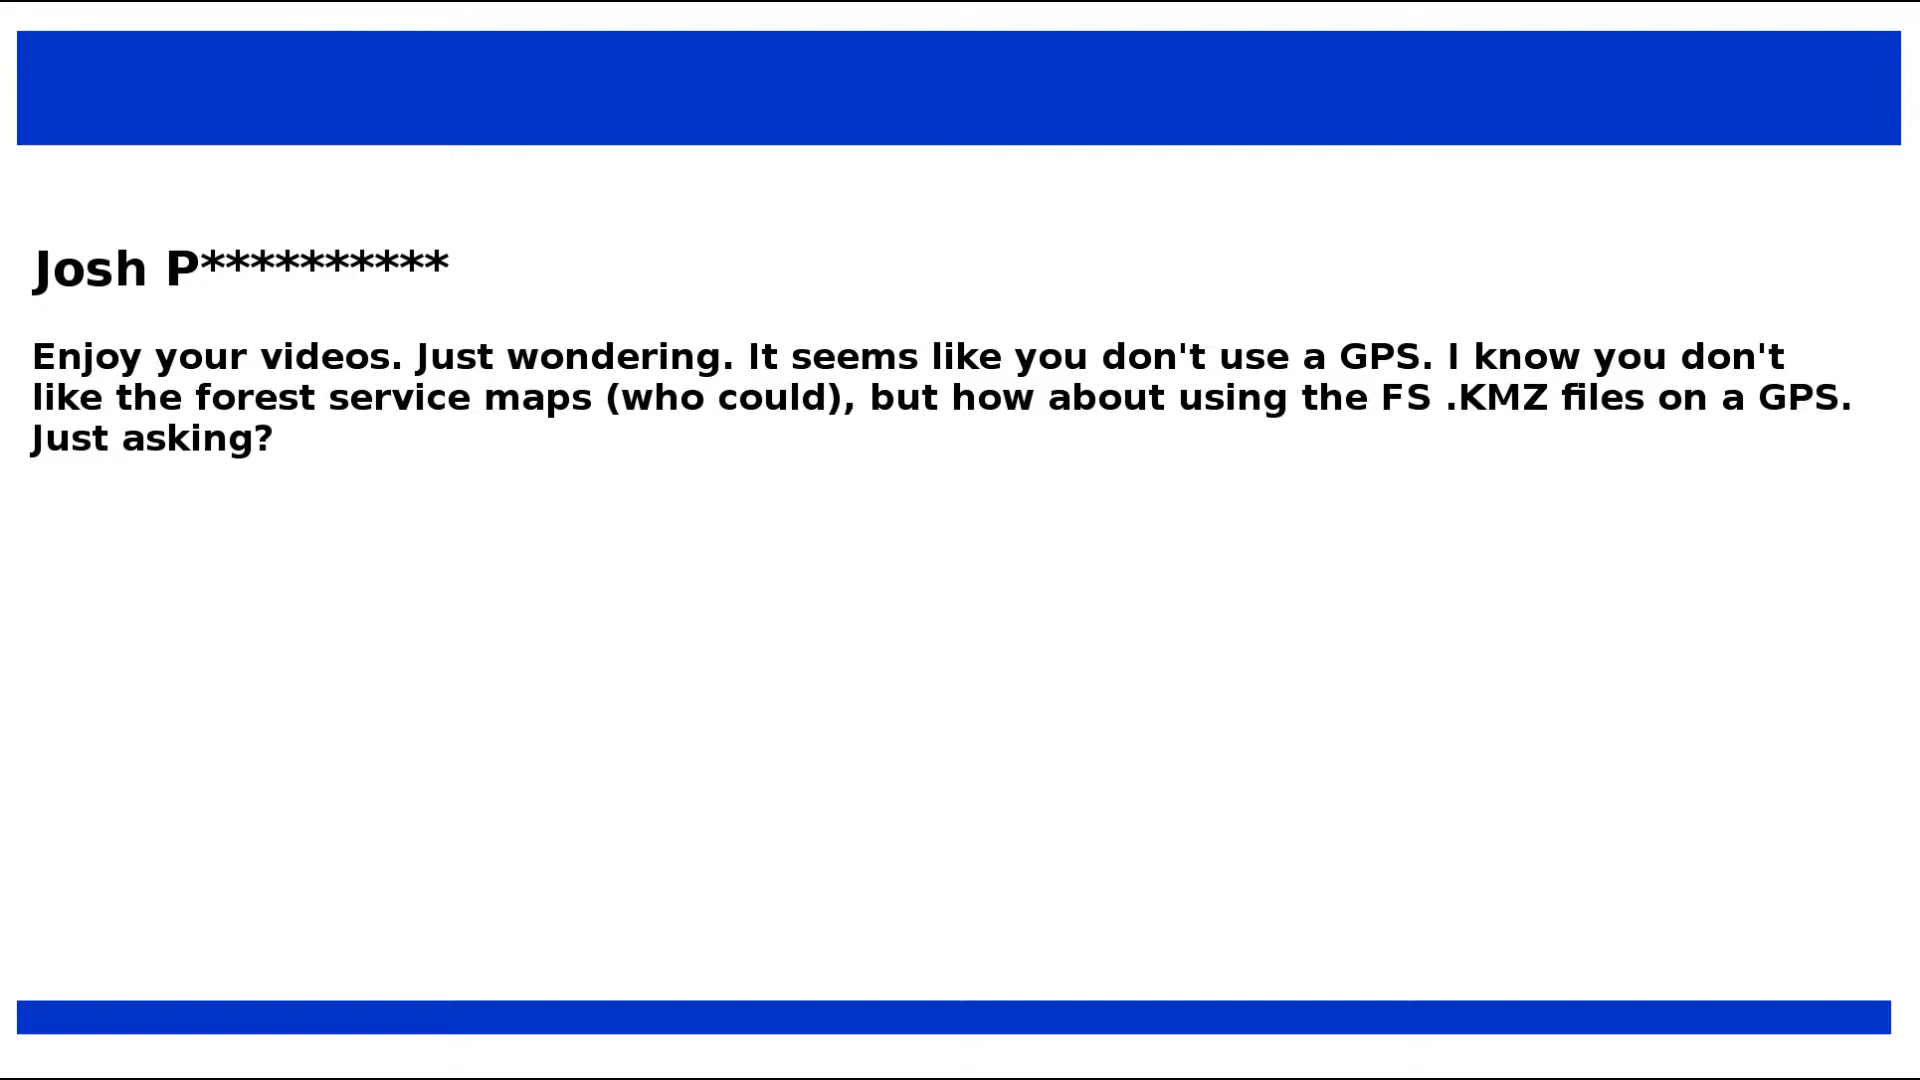 Josh P**********
Enjoy your videos. Just wondering. It seems like you don't use a GPS. I know you don't
like the forest service maps (who could), but how about using the FS .KMZ files on a GPS.
Just asking?